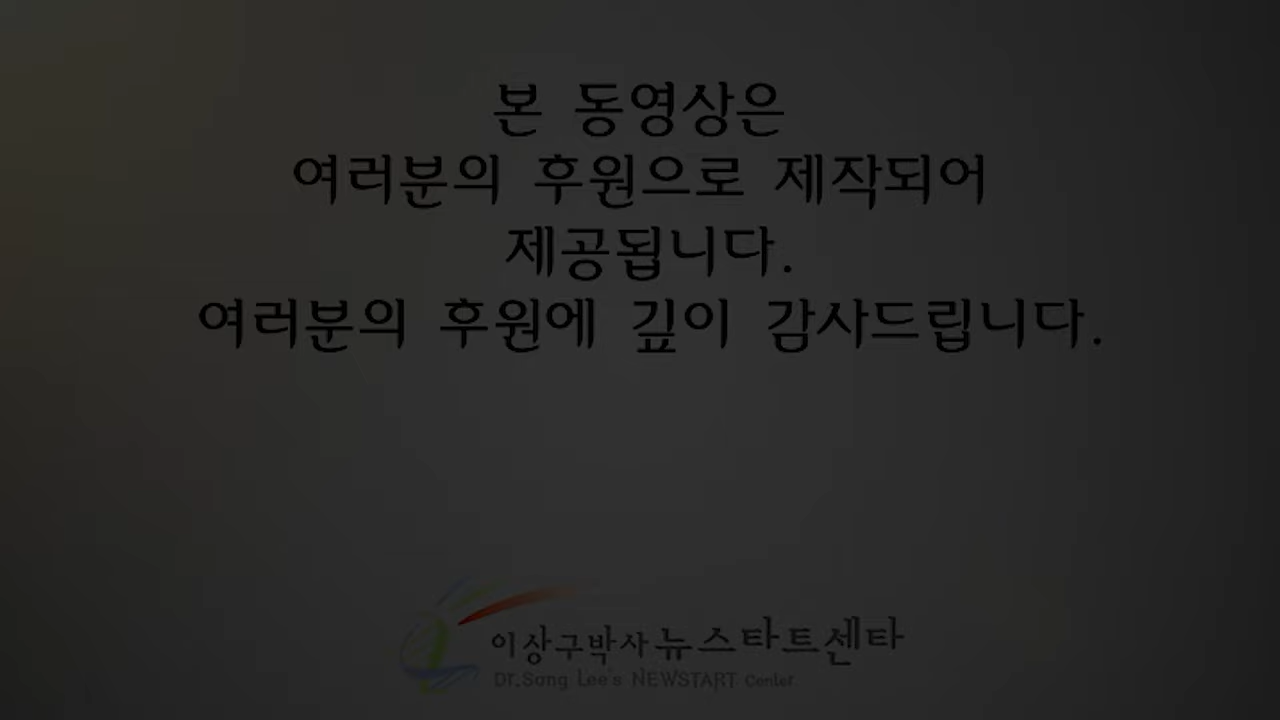 본 동영상은
여러분의 후원으로 제작되어
제공됩니다.
여러분의 후원에 깊이 감사드립니다.
이상구박사 뉴스타트센타
Dr.Sang Lee's NEWSTART Center